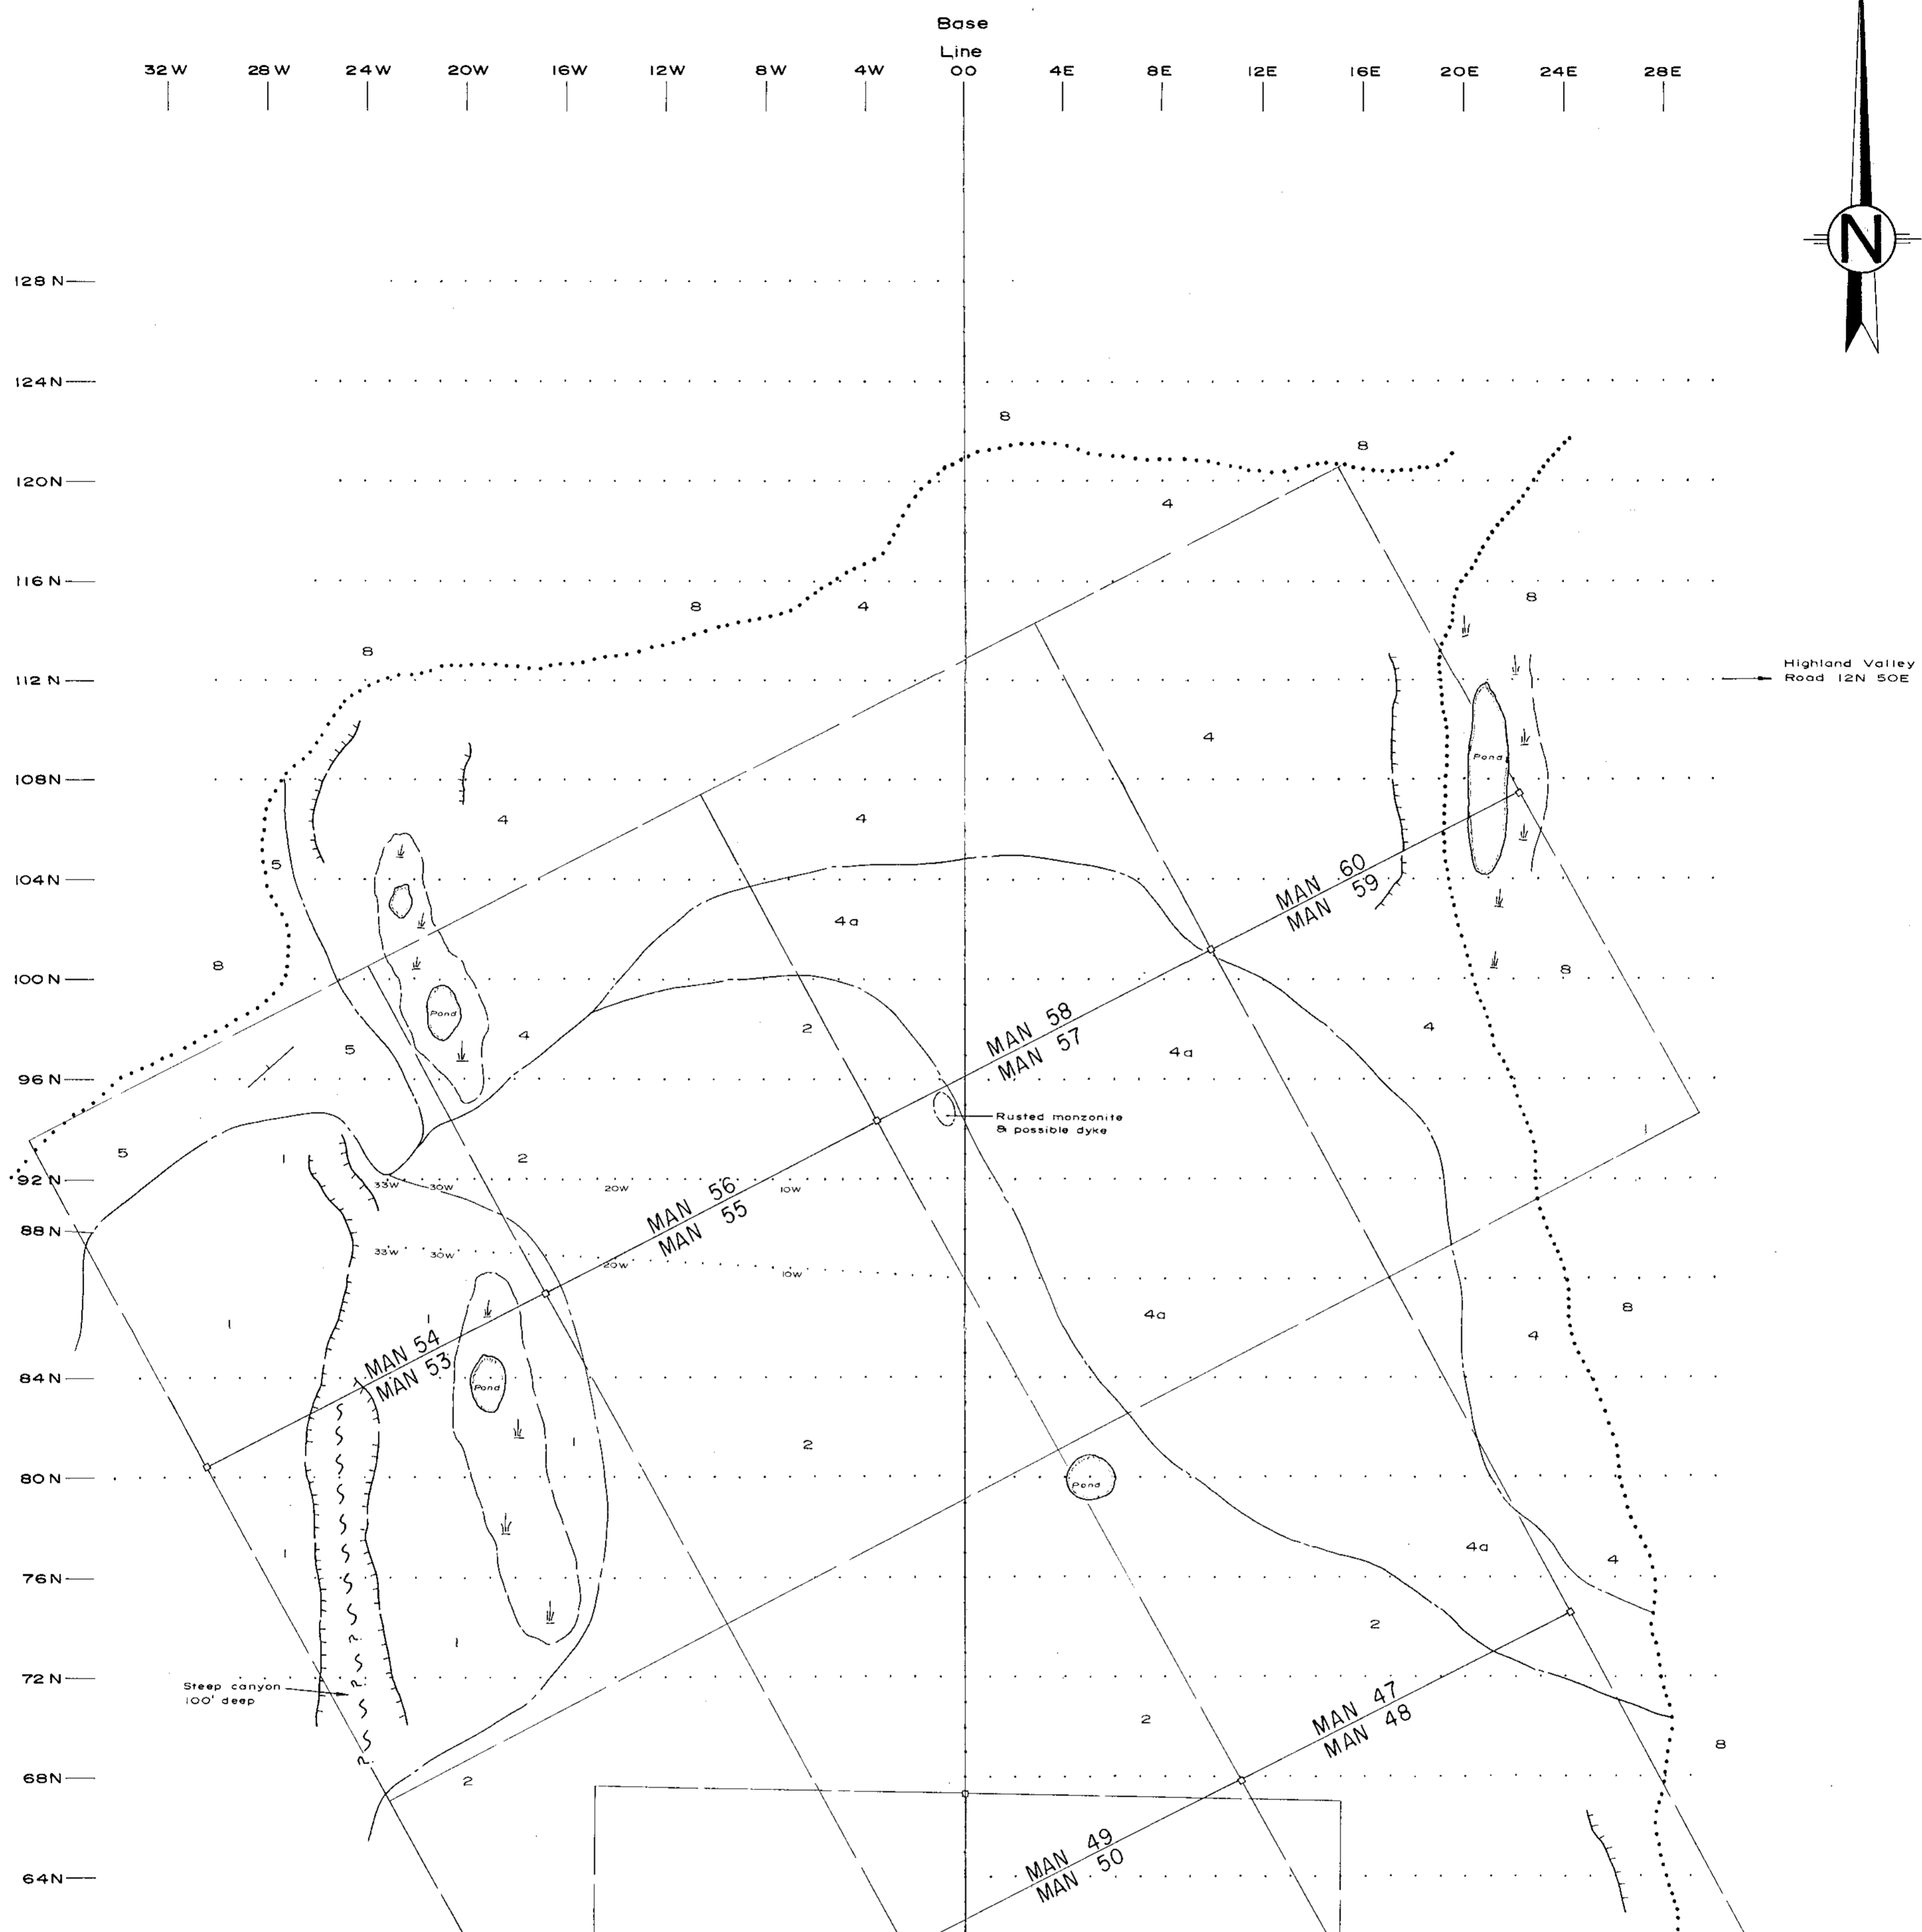 Base
Line
32W 28W 24W 20W 16W 12W 8W 4W 00 4E 8E 12E 16E 20E 24E 28E
N
128 N
124 N
8
8
120N
4
116 N
8 4 8
8
Highland Valley
Road 12N 50E
112 N
4
Pond
108N
4 4
5
MAN 60
MAN 59
104N
4a
8 8
100 N
Pond
MAN 58
MAN 57
4 2 4
5 4a
96N
Rusted monzonite
& possible dyke
1
5 1 2
92N
33W 30W 20W 10W
MAN 56
MAN 55
88N
33W 30W 20W 10W
8
4a
1 1 4
MAN 54
MAN 53
84N
Pond
1 2
80N
Pond
4a 4
1
76N
2
1
72N
Steep canyon
100' deep
MAN 47
MAN 48
2
8
68N
2
MAN 49
MAN 50
64N